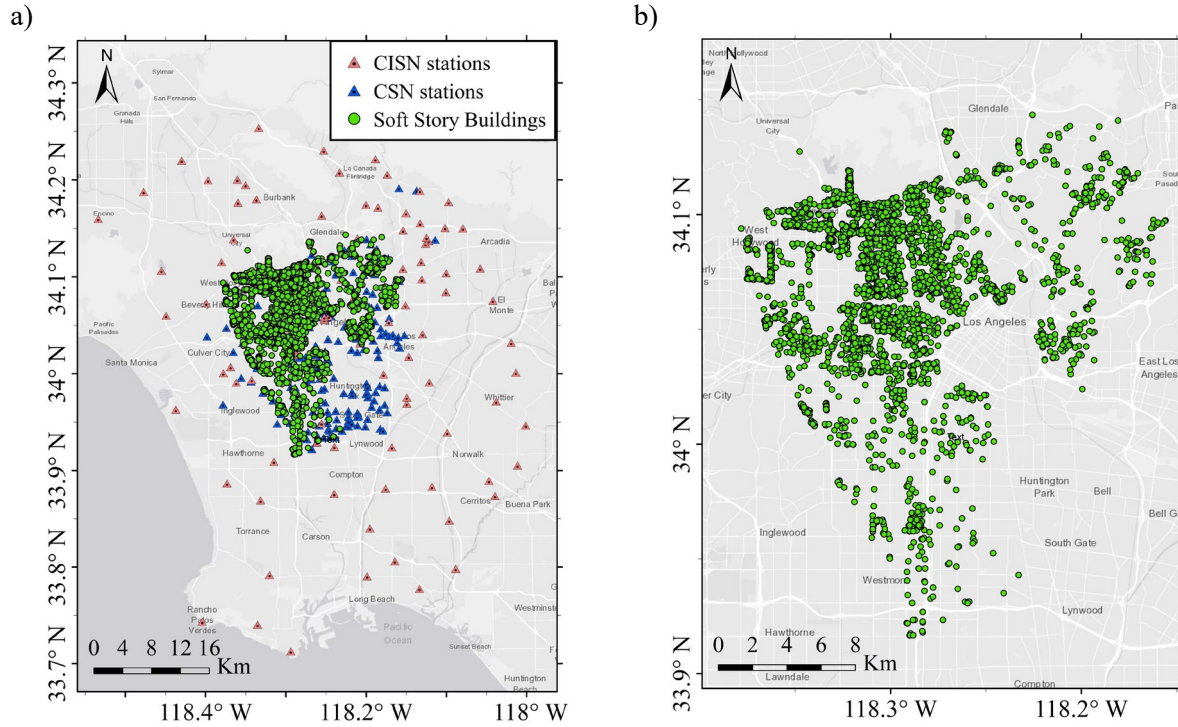 a)
34.3° N
34.2° N
34.1° N
34° N
33.9° N
33.8° N
33.7° N
N
CISN stations
CSN stations
Soft Story Buildings
Sylmar
San Fernando
Granada
Hills
La Canada
Flintridge
Burbank
Encino
Glendale
Universal
City
Arcadia
Beverly Hills
El
Monte
Pacific
Palisades
Santa Monica
Culver City
Huntington
Whittier
Inglewood
Hawthorne
Lynwood
Norwalk
Compton
Cerritos
Buena Park
Torrance
Carson
Long Beach
Rancho
Palos
Verdes
Pacific
Ocean
Westminster
Sunset Beach
Huntington
Beach
0 4 8 12 16
Km
118.4° W
118.2° W
118° W
b)
34.1° N
34° N
33.9° N
N
North Hollywood
Glendale
Universal
City
South
Pasade
West
Los Angeles
East Los
Angeles
er City
Text
Huntington
Park
Bell
Bell G
Inglewood
South Gate
Westmon
Lynwood
Hawthorne
Lawndale
Compton
0 2 4 6 8
Km
118.3° W
118.2° W